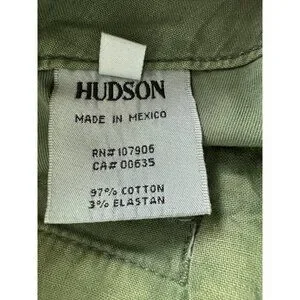 HUDSON
MADE IN MEXICO
RN# 107906
CA# 00635
97% COTTON
3% ELASTAN